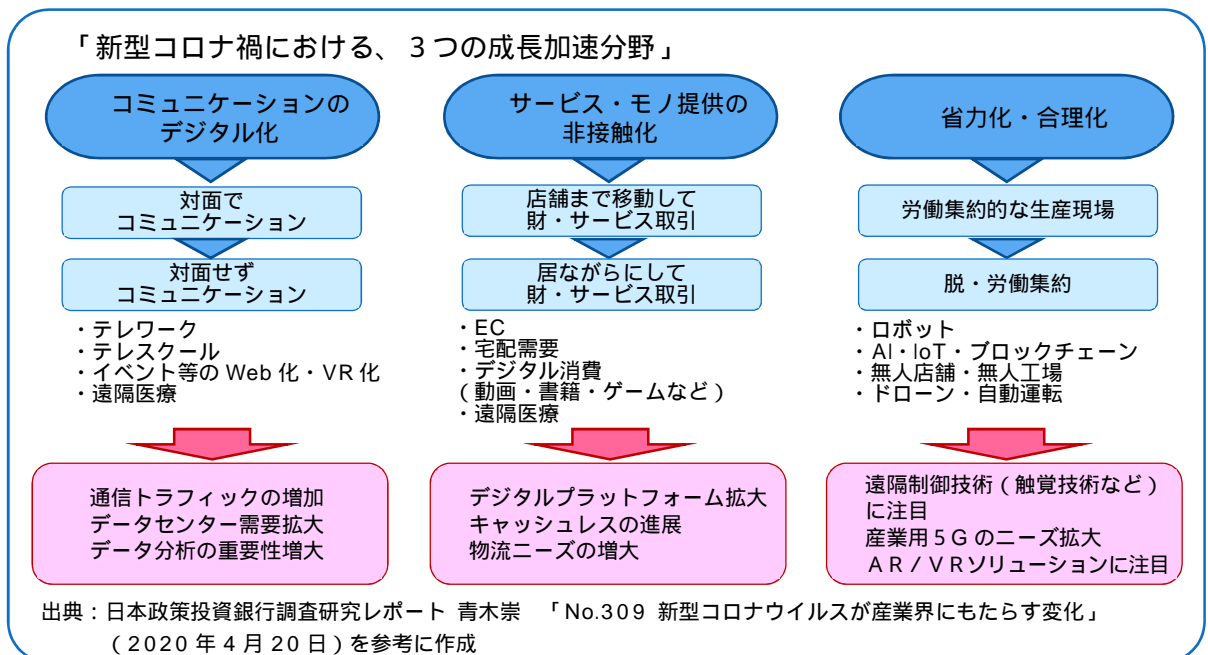 「新型コロナ禍における、3つの成長加速分野」
コミュニケーションの
デジタル化
対面で
コミュニケーション
対面せず
コミュニケーション
・テレワーク
・テレスクール
・イベント等の Web 化・VR 化
・遠隔医療
通信トラフィックの増加
データセンター需要拡大
データ分析の重要性増大
サービス・モノ提供の
非接触化
店舗まで移動して
財・サービス取引
居ながらにして
財・サービス取引
・EC
・宅配需要
・デジタル消費
(動画・書籍・ゲームなど)
・遠隔医療
デジタルプラットフォーム拡大
キャッシュレスの進展
物流ニーズの増大
省力化・合理化
労働集約的な生産現場
脱・労働集約
・ロボット
・AI・IoT・ブロックチェーン
・無人店舗・無人工場
・ドローン・自動運転
遠隔制御技術(触覚技術など)
に注目
産業用5Gのニーズ拡大
AR/VRソリューションに注目
出典:日本政策投資銀行調査研究レポート 青木崇 「No.309 新型コロナウイルスが産業界にもたらす変化」
(2020 年 4 月 20 日)を参考に作成